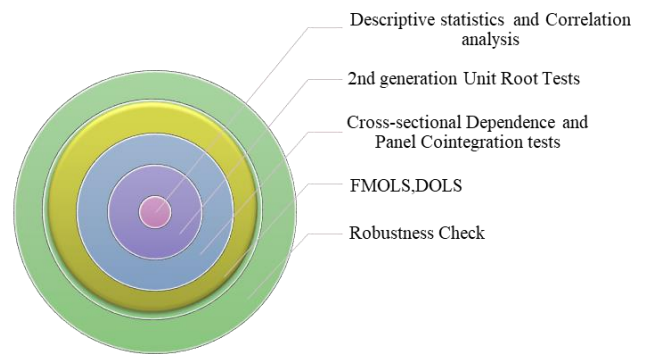 Descriptive statistics and Correlation
analysis
2nd generation Unit Root Tests
Cross-sectional Dependence and
Panel Cointegration tests
FMOLS,DOLS
Robustness Check